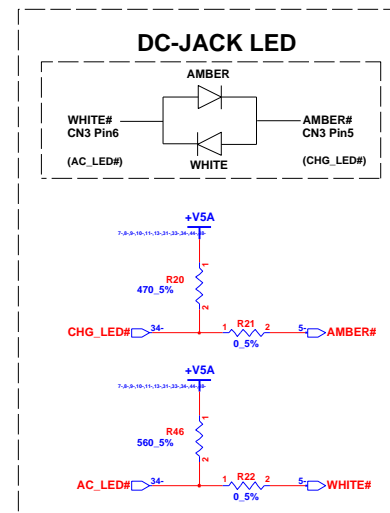 DC-JACK LED
AMBER
WHITE# AMBER#
CN3 Pin6 CN3 Pin5
(AC_LED#) WHITE (CHG_LED#)
+V5A
1
R20
470_5%
2
R21
CHG_LED# 34- 1 2 5- AMBER#
0_5%
+V5A
1
R46
560_5%
2
R22
AC_LED# 34- 1 2 5- WHITE#
0_5%